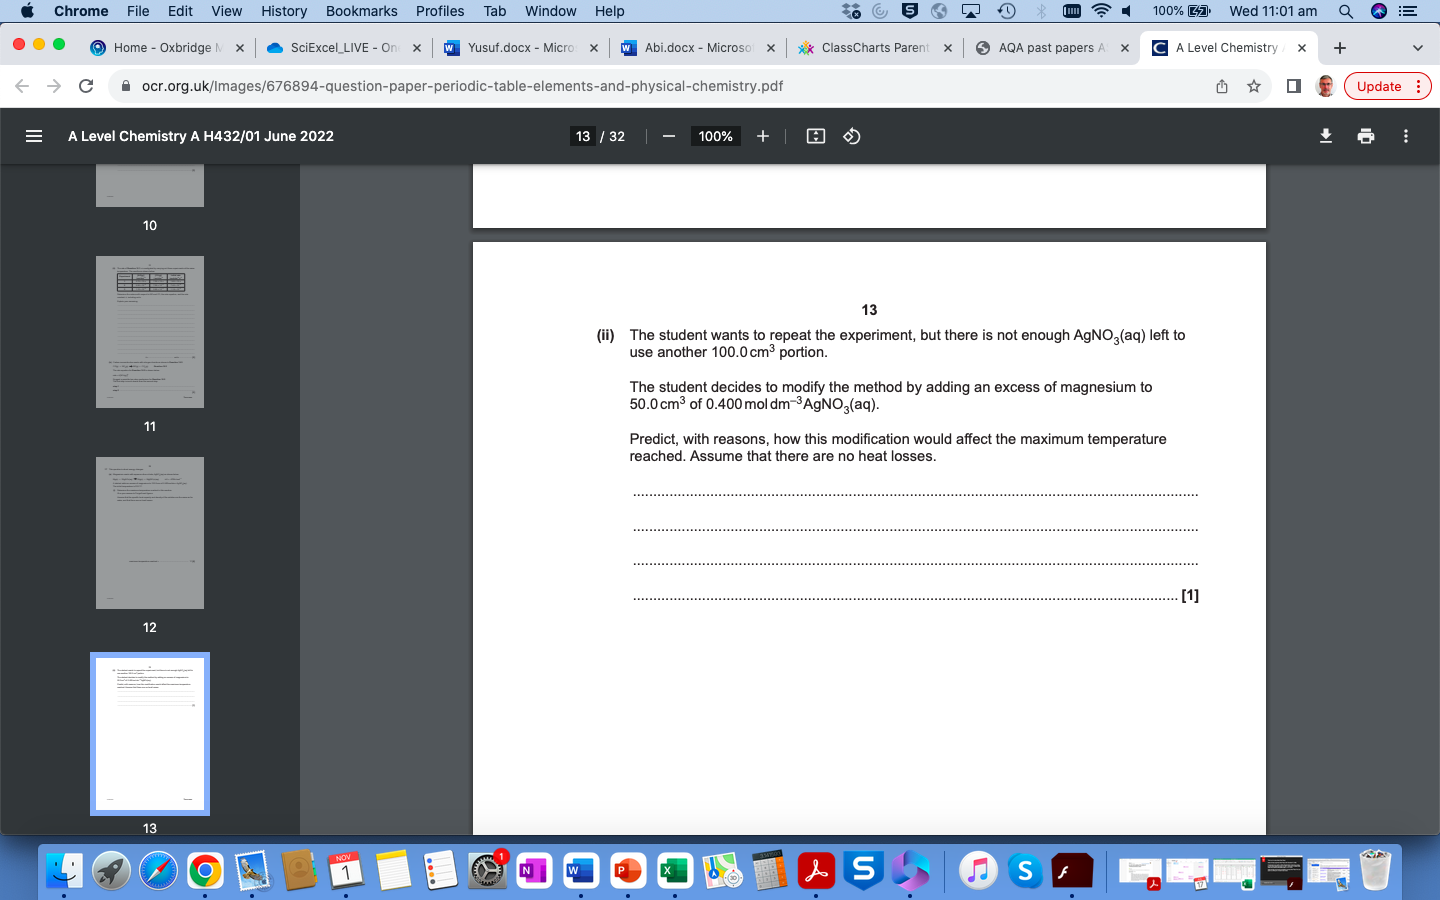 Chrome File Edit View History Bookmarks Profiles Tab Window Help 100% Wed 11:01 am
Home - Oxbridge M SciExcel_LIVE - On Yusuf.docx - Micro Abi.docx - Microso ClassCharts Parent AQA past papers A A Level Chemistry
ocr.org.uk/Images/676894-question-paper-periodic-table-elements-and-physical-chemistry.pdf Update
A Level Chemistry A H432/01 June 2022 13 / 32 100%
10
11
12
13
13
(ii) The student wants to repeat the experiment, but there is not enough AgNO₃(aq) left to
use another 100.0 cm³ portion.
The student decides to modify the method by adding an excess of magnesium to
50.0 cm³ of 0.400 mol dm⁻³ AgNO₃(aq).
Predict, with reasons, how this modification would affect the maximum temperature
reached. Assume that there are no heat losses.
[1]
1
NOV
1